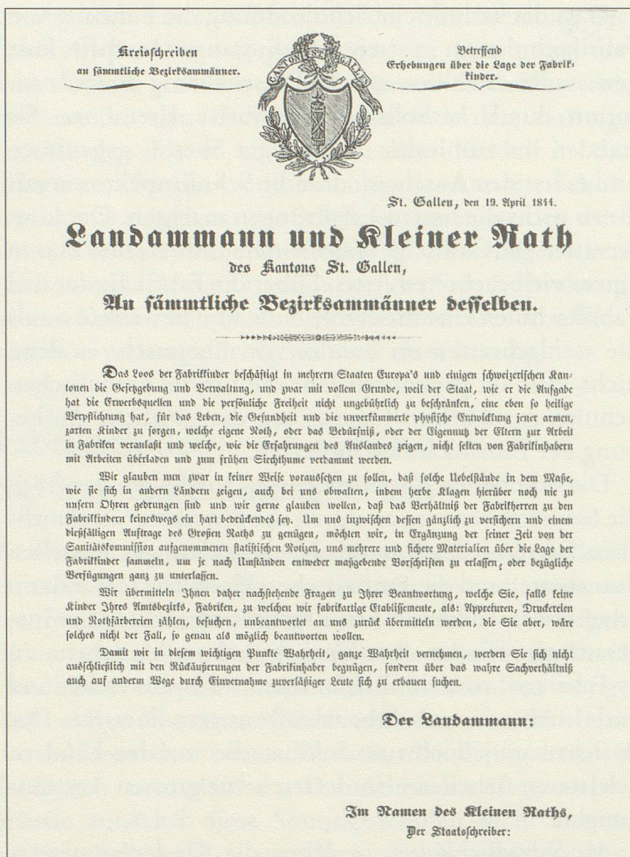 Kreisschreiben
an sämmtliche Bezirksammänner.
CANTON ST. GALLEN
Betreffend
Erhebungen über die Lage der Fabrik-
kinder.
St. Gallen, den 19. April 1844.
Landammann und Kleiner Rath
des Kantons St. Gallen,
An sämmtliche Bezirksammänner desselben.
Das Loos der Fabrikkinder beschäftigt in mehrern Staaten Europa's und einigen schweizerischen Kan-
tonen die Gesetzgebung und Verwaltung, und zwar mit vollem Grunde, weil der Staat, wie er die Aufgabe
hat die Erwerbsquellen und die persönliche Freiheit nicht ungebührlich zu beschränken, eine eben so heilige
Verpflichtung hat, für das Leben, die Gesundheit und die unverkümmerte physische Entwicklung jener armen,
zarten Kinder zu sorgen, welche eigene Noth, oder das Bedürfniß, oder der Eigennutz der Eltern zur Arbeit
in Fabriken veranlaßt und welche, wie die Erfahrungen des Auslandes zeigen, nicht selten von Fabrikinhabern
mit Arbeiten überladen und zum frühen Siechthume verdammt werden.
Wir glauben nun zwar in keiner Weise voraussetzen zu sollen, daß solche Uebelstände in dem Maße,
wie sie sich in andern Ländern zeigen, auch bei uns obwalten, indem herbe Klagen hierüber noch nie zu
unsern Ohren gedrungen sind und wir gerne glauben wollen, daß das Verhältniß der Fabrikherren zu den
Fabrikkindern keineswegs ein hart bedrückendes sey. Um uns inzwischen dessen gänzlich zu versichern und einem
dießfälligen Auftrage des Großen Raths zu genügen, möchten wir, in Ergänzung der seiner Zeit von der
Sanitätskommission aufgenommenen statistischen Notizen, uns mehrere und sichere Materialien über die Lage der
Fabrikkinder sammeln, um je nach Umständen entweder maßgebende Vorschriften zu erlassen, oder bezügliche
Verfügungen ganz zu unterlassen.
Wir übermitteln Ihnen daher nachstehende Fragen zu Ihrer Beantwortung, welche Sie, falls keine
Kinder Ihres Amtsbezirks, Fabriken, zu welchen wir fabrikartige Etablissemente, als: Appreturen, Druckereien
und Rothfärbereien zählen, besuchen, unbeantwortet an uns zurück übermitteln werden, die Sie aber, wäre
solches nicht der Fall, so genau als möglich beantworten wollen.
Damit wir in diesem wichtigen Punkte Wahrheit, ganze Wahrheit vernehmen, werden Sie sich nicht
ausschließlich mit den Rückäußerungen der Fabrikinhaber begnügen, sondern über das wahre Sachverhältniß
auch auf anderm Wege durch Einvernahme zuverläßiger Leute sich zu erbauen suchen.
Der Landammann:
Im Namen des Kleinen Raths,
Der Staatschreiber: